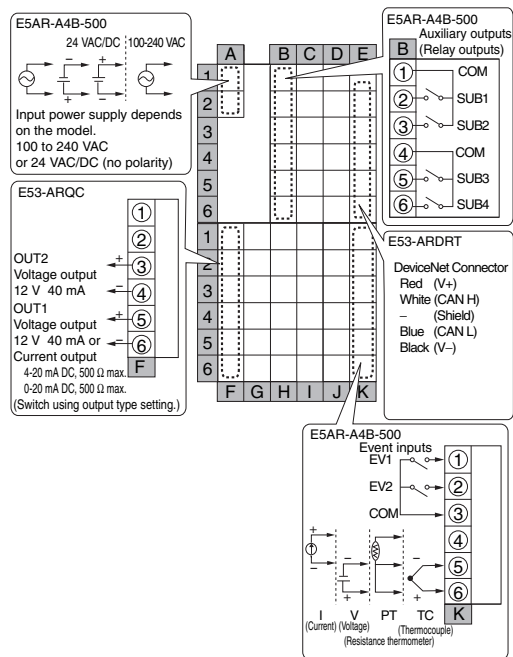 E5AR-A4B-500
24 VAC/DC 100-240 VAC
+ − − +
Input power supply depends
on the model.
100 to 240 VAC
or 24 VAC/DC (no polarity)
A B C D E
1
2
3
4
5
6
1
2
3
4
5
6
F G H I J K
E5AR-A4B-500
Auxiliary outputs
(Relay outputs)
B
1 COM
2 SUB1
3 SUB2
4 COM
5 SUB3
6 SUB4
E53-ARQC
1
2
OUT2
Voltage output
12 V 40 mA
+ 3
− 4
OUT1
Voltage output
12 V 40 mA or
Current output
4-20 mA DC, 500 Ω max.
0-20 mA DC, 500 Ω max.
(Switch using output type setting.)
+ 5
− 6
F
E53-ARDRT
DeviceNet Connector
Red (V+)
White (CAN H)
– (Shield)
Blue (CAN L)
Black (V–)
E5AR-A4B-500
Event inputs
EV1 1
EV2 2
COM 3
4
5
6
K
+ −
− +
− +
I V PT TC
(Current) (Voltage) (Thermocouple)
(Resistance thermometer)